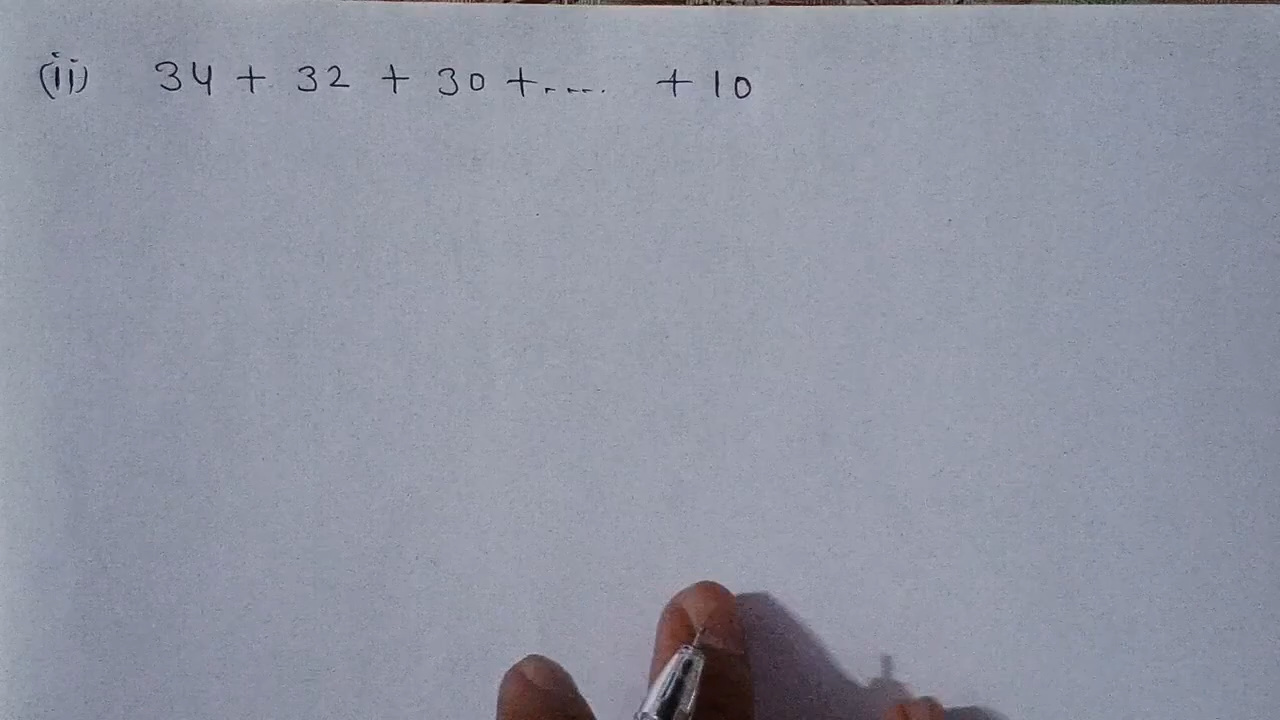 (ii) 34 + 32 + 30 +..... + 10